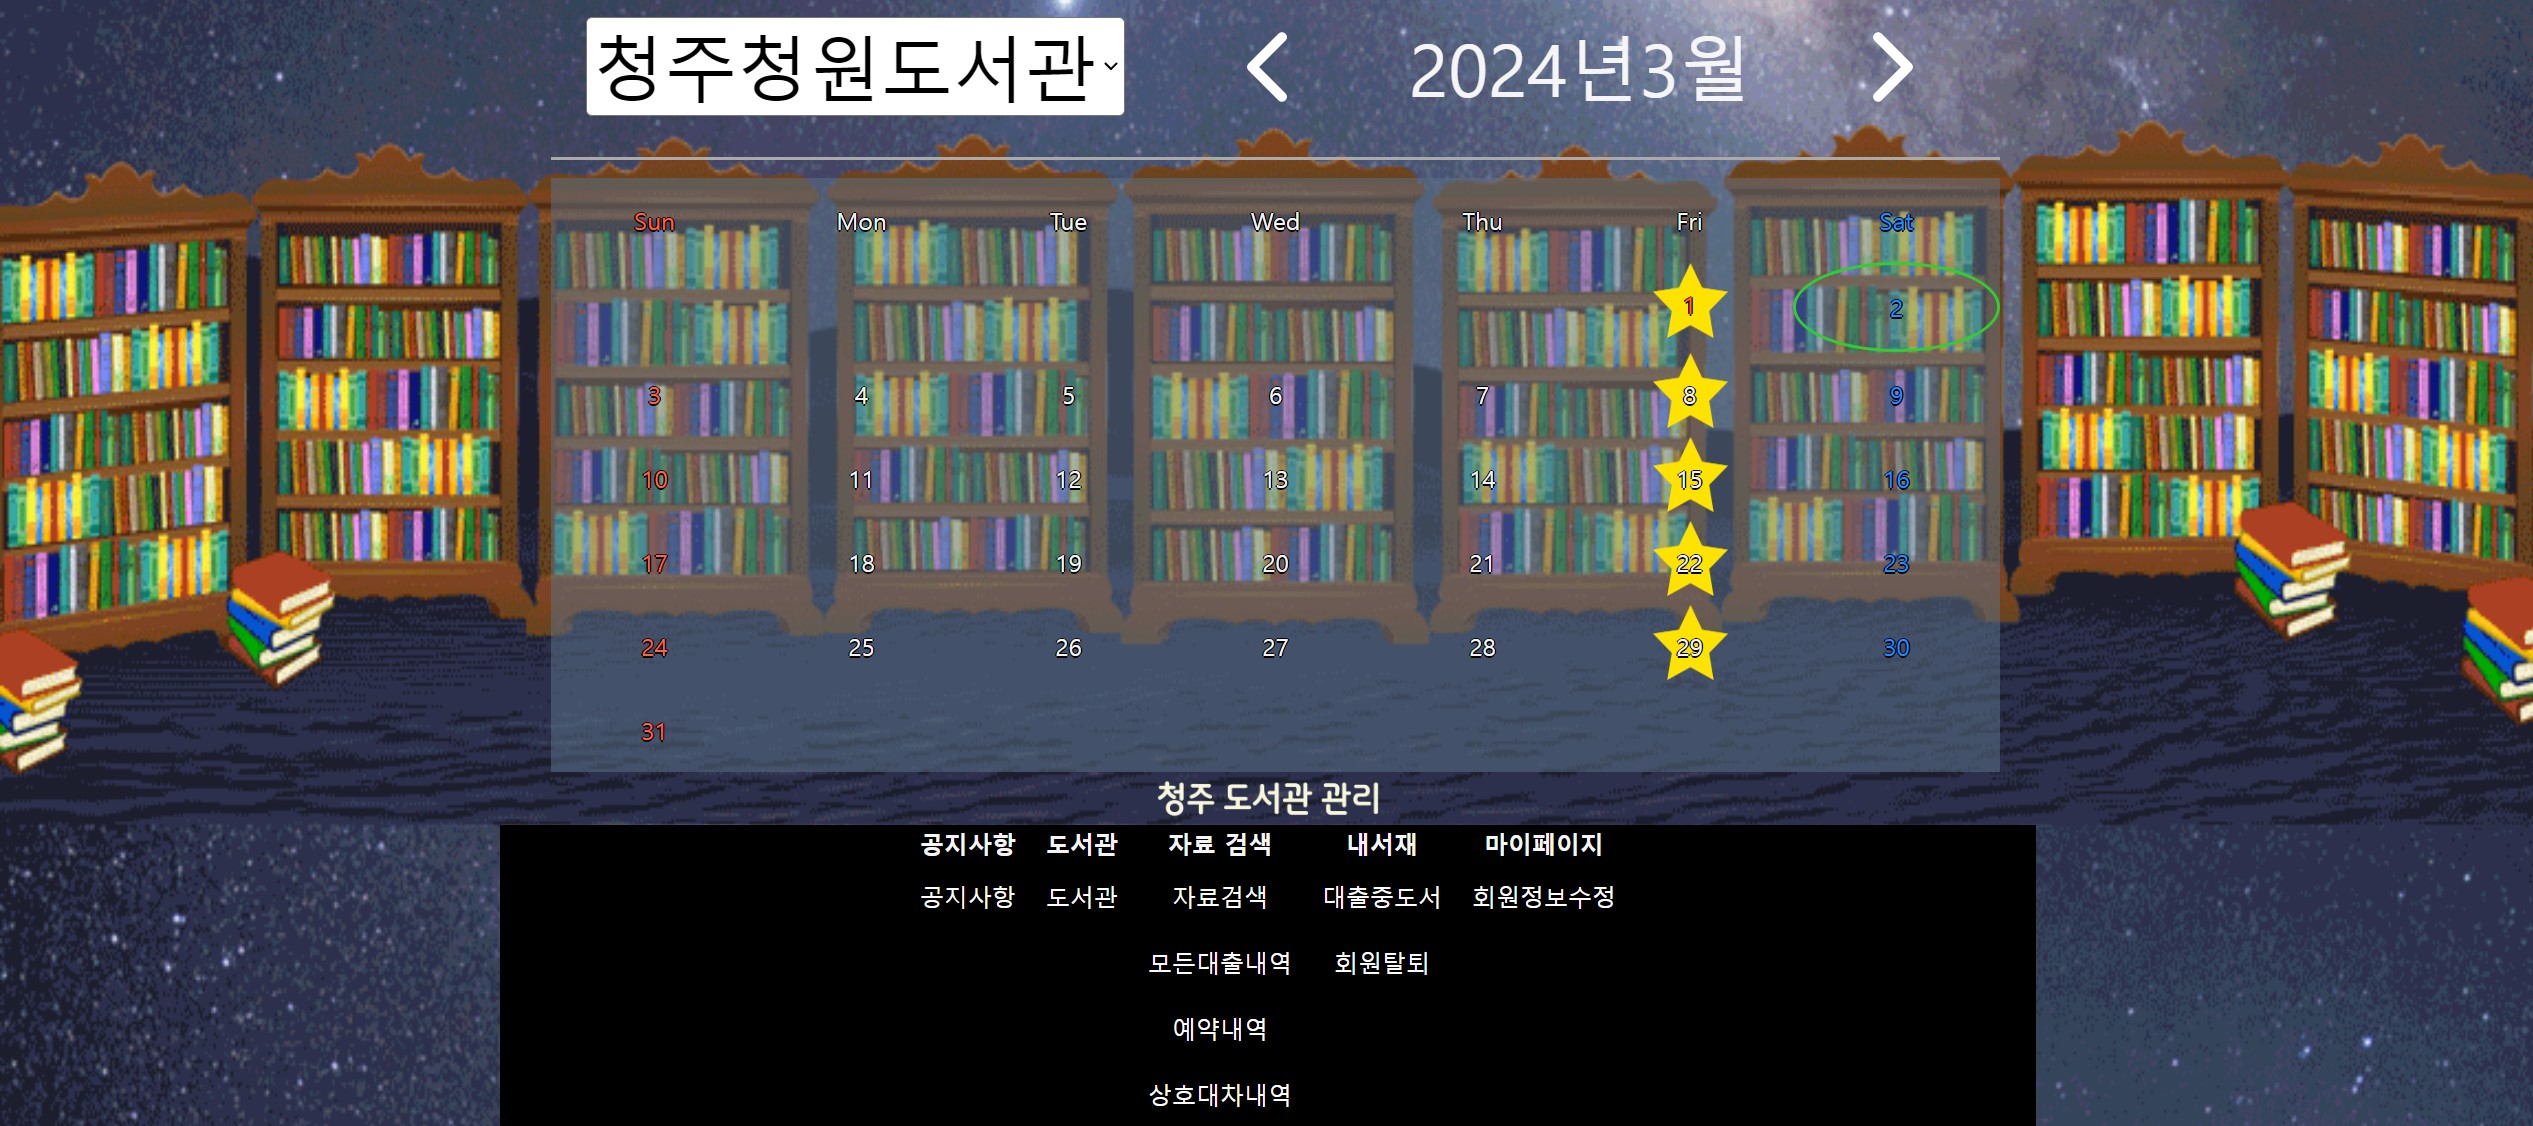 청주청원도서관
2024년3월
Sun Mon Tue Wed Thu Fri Sat
1 2
3 4 5 6 7 8 9
10 11 12 13 14 15 16
17 18 19 20 21 22 23
24 25 26 27 28 29 30
31
청주 도서관 관리
공지사항 도서관 자료 검색 내서재 마이페이지
공지사항 도서관 자료검색 대출중도서 회원정보수정
모든대출내역 회원탈퇴
예약내역
상호대차내역